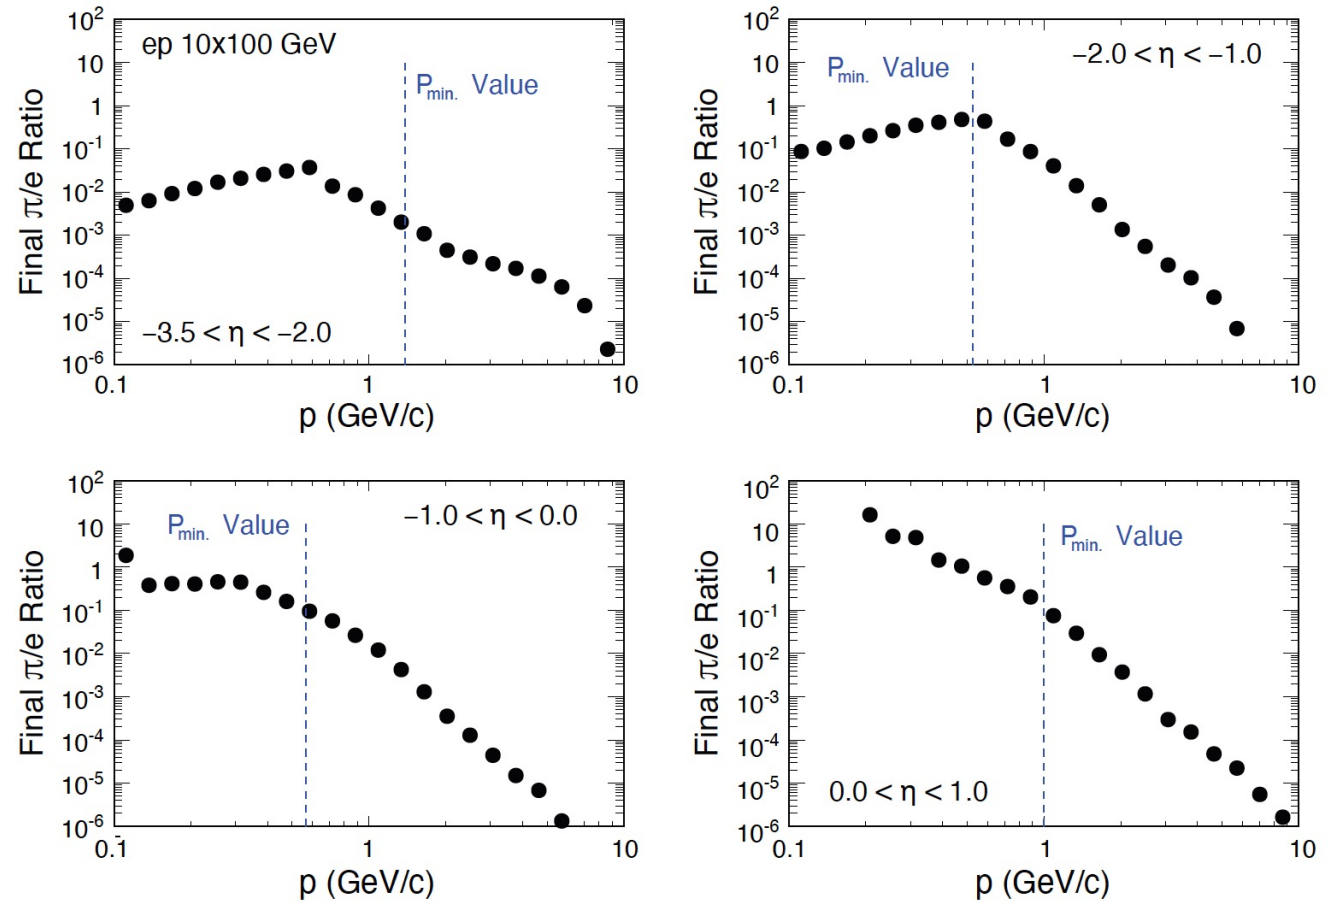 10² 10 1 10⁻¹ 10⁻² 10⁻³ 10⁻⁴ 10⁻⁵ 10⁻⁶
Final π/e Ratio
ep 10x100 GeV
Pmin. Value
−3.5 < η < −2.0
0.1 1 10
p (GeV/c)
10² 10 1 10⁻¹ 10⁻² 10⁻³ 10⁻⁴ 10⁻⁵ 10⁻⁶
Final π/e Ratio
−2.0 < η < −1.0
Pmin. Value
0.1 1 10
p (GeV/c)
10² 10 1 10⁻¹ 10⁻² 10⁻³ 10⁻⁴ 10⁻⁵ 10⁻⁶
Final π/e Ratio
−1.0 < η < 0.0
Pmin. Value
0.1 1 10
p (GeV/c)
10² 10 1 10⁻¹ 10⁻² 10⁻³ 10⁻⁴ 10⁻⁵ 10⁻⁶
Final π/e Ratio
Pmin. Value
0.0 < η < 1.0
0.1 1 10
p (GeV/c)